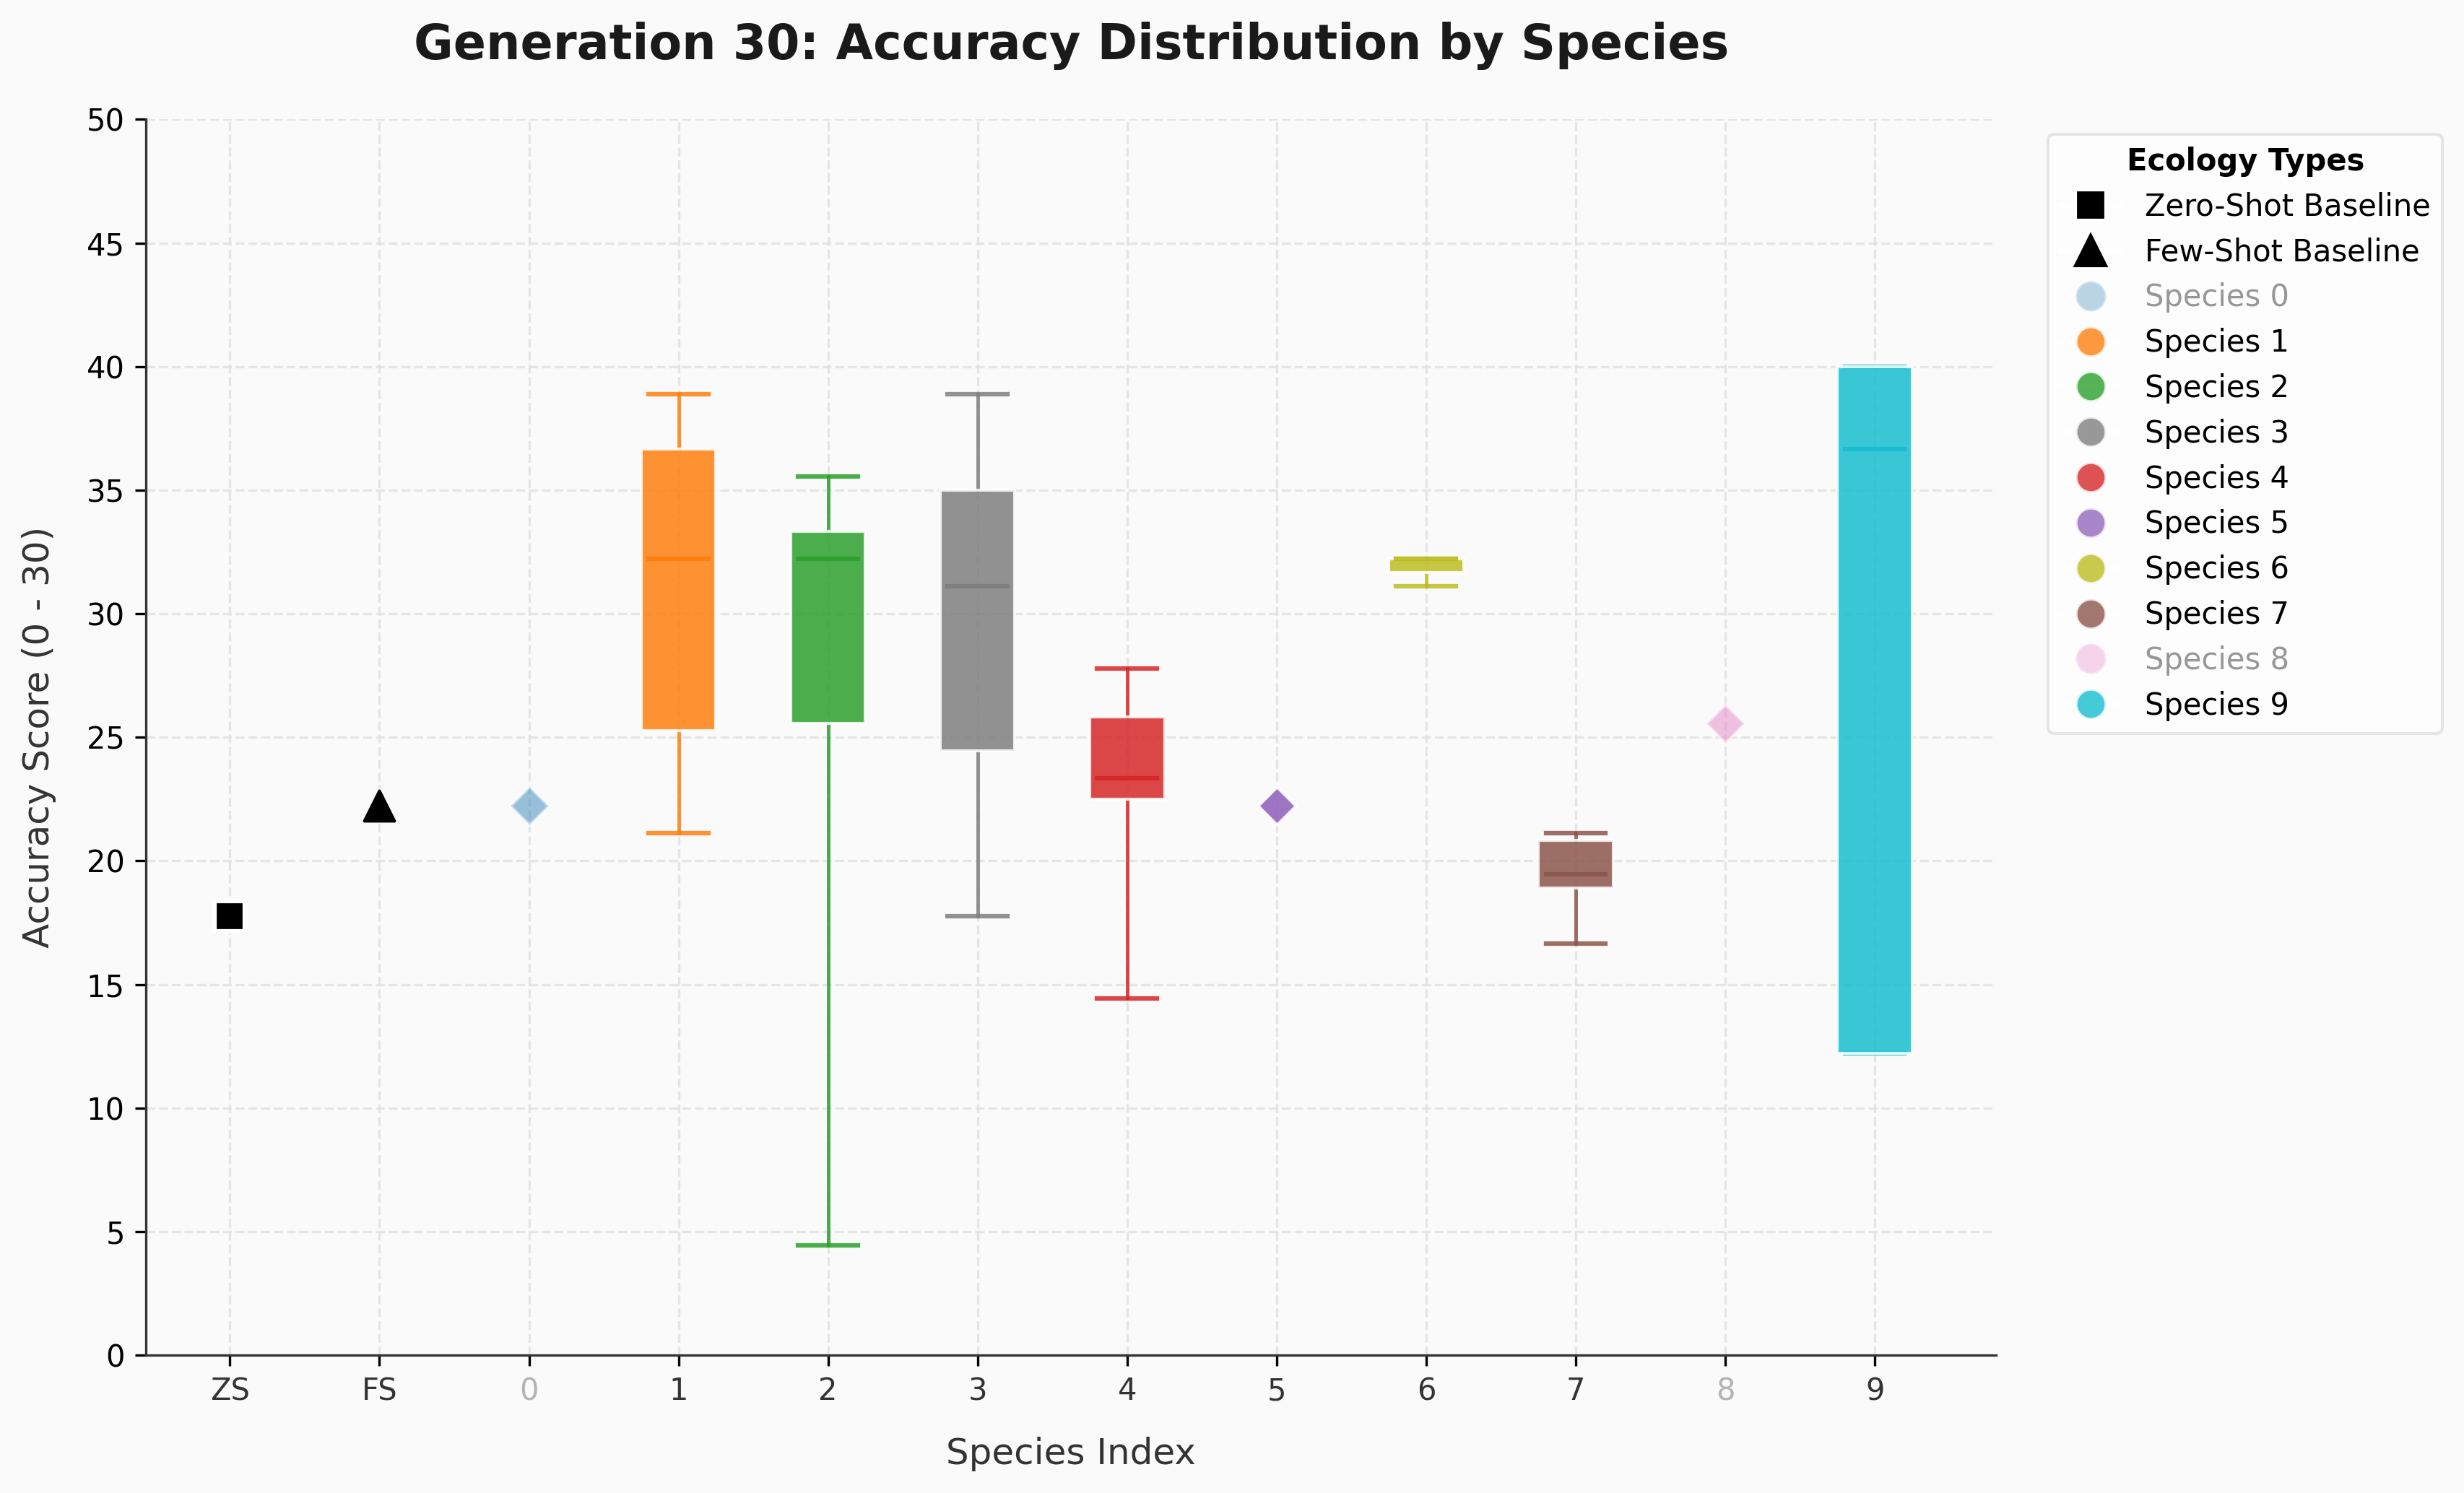 Generation 30: Accuracy Distribution by Species
50
45
40
35
30
25
20
15
10
5
0
Accuracy Score (0 - 30)
ZS FS 0 1 2 3 4 5 6 7 8 9
Species Index
Ecology Types
Zero-Shot Baseline
Few-Shot Baseline
Species 0
Species 1
Species 2
Species 3
Species 4
Species 5
Species 6
Species 7
Species 8
Species 9